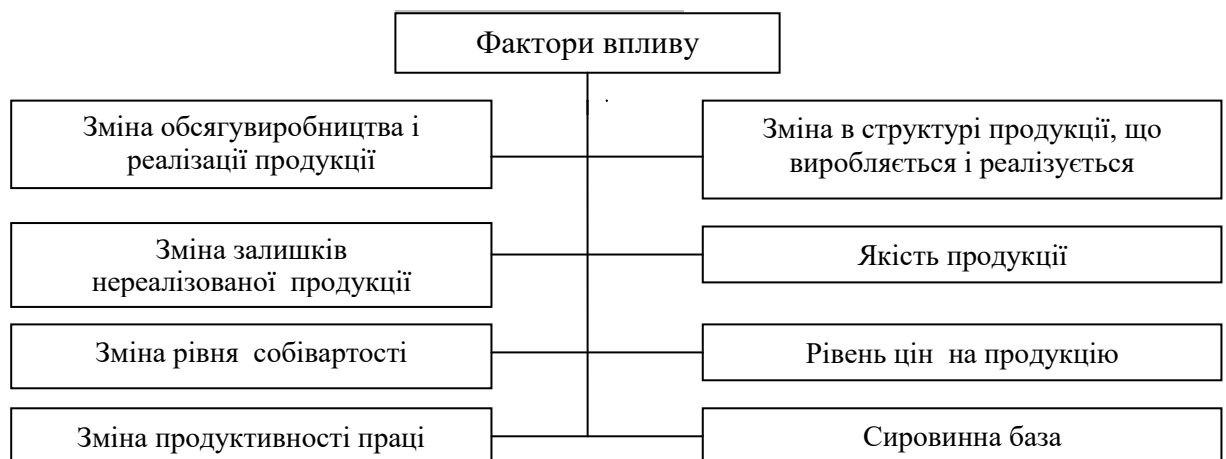 Фактори впливу
Зміна обсягувиробництва і
реалізації продукції
Зміна в структурі продукції, що
виробляється і реалізується
Зміна залишків
нереалізованої продукції
Якість продукції
Зміна рівня собівартості
Рівень цін на продукцію
Зміна продуктивності праці
Сировинна база